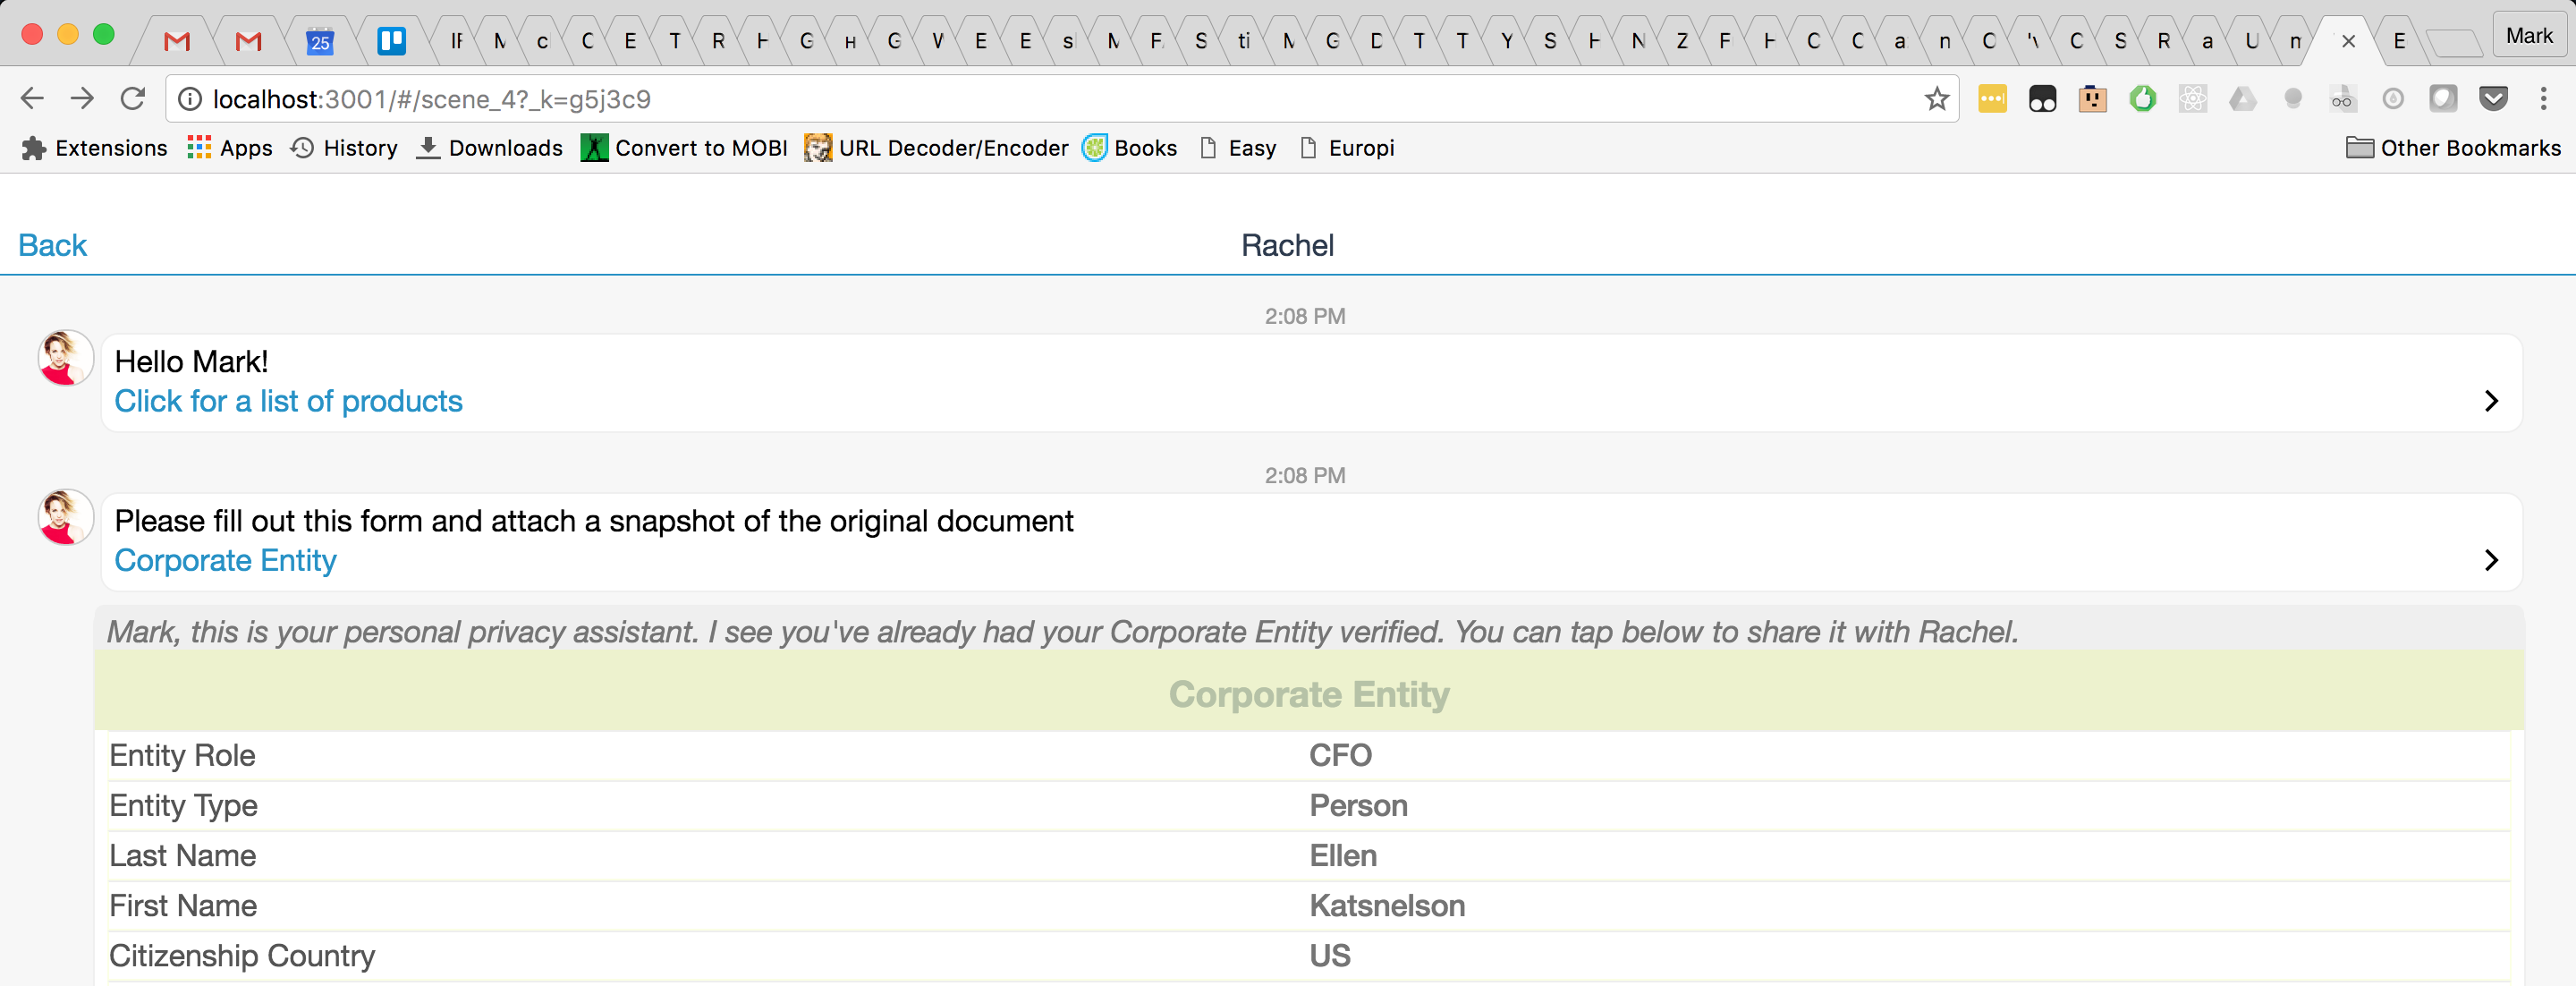 25 IF M c C E T R H G н G W E E s M F S ti M G D T T Y S H N Z F H C C a n C 'v C S R a U m E Mark
localhost:3001/#/scene_4?_k=g5j3c9
Extensions Apps History Downloads Convert to MOBI URL Decoder/Encoder Books Easy Europi Other Bookmarks
Back Rachel
2:08 PM
Hello Mark!
Click for a list of products
2:08 PM
Please fill out this form and attach a snapshot of the original document
Corporate Entity
Mark, this is your personal privacy assistant. I see you've already had your Corporate Entity verified. You can tap below to share it with Rachel.
Corporate Entity
Entity Role CFO
Entity Type Person
Last Name Ellen
First Name Katsnelson
Citizenship Country US